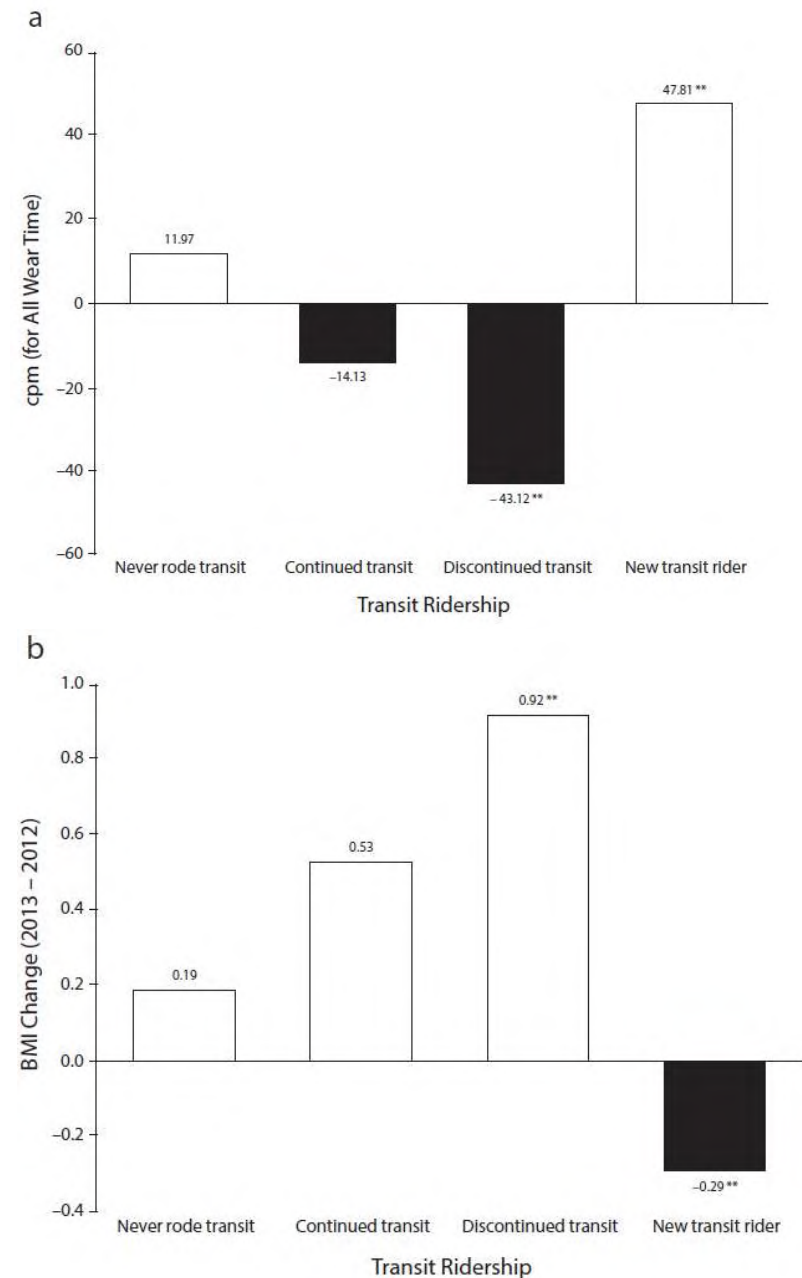 a
cpm (for All Wear Time)
60
40
20
0
–20
–40
–60
11.97
–14.13
– 43.12 **
47.81 **
Never rode transit
Continued transit
Discontinued transit
New transit rider
Transit Ridership
b
BMI Change (2013 – 2012)
1.0
0.8
0.6
0.4
0.2
0.0
–0.2
–0.4
0.19
0.53
0.92 **
–0.29 **
Never rode transit
Continued transit
Discontinued transit
New transit rider
Transit Ridership